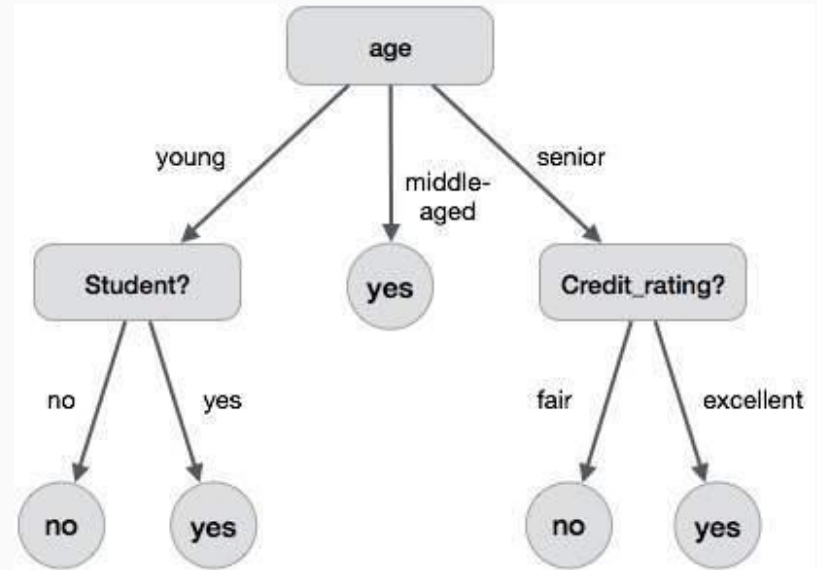 age
young
middle-
aged
senior
Student?
yes
Credit_rating?
no
yes
fair
excellent
no
yes
no
yes